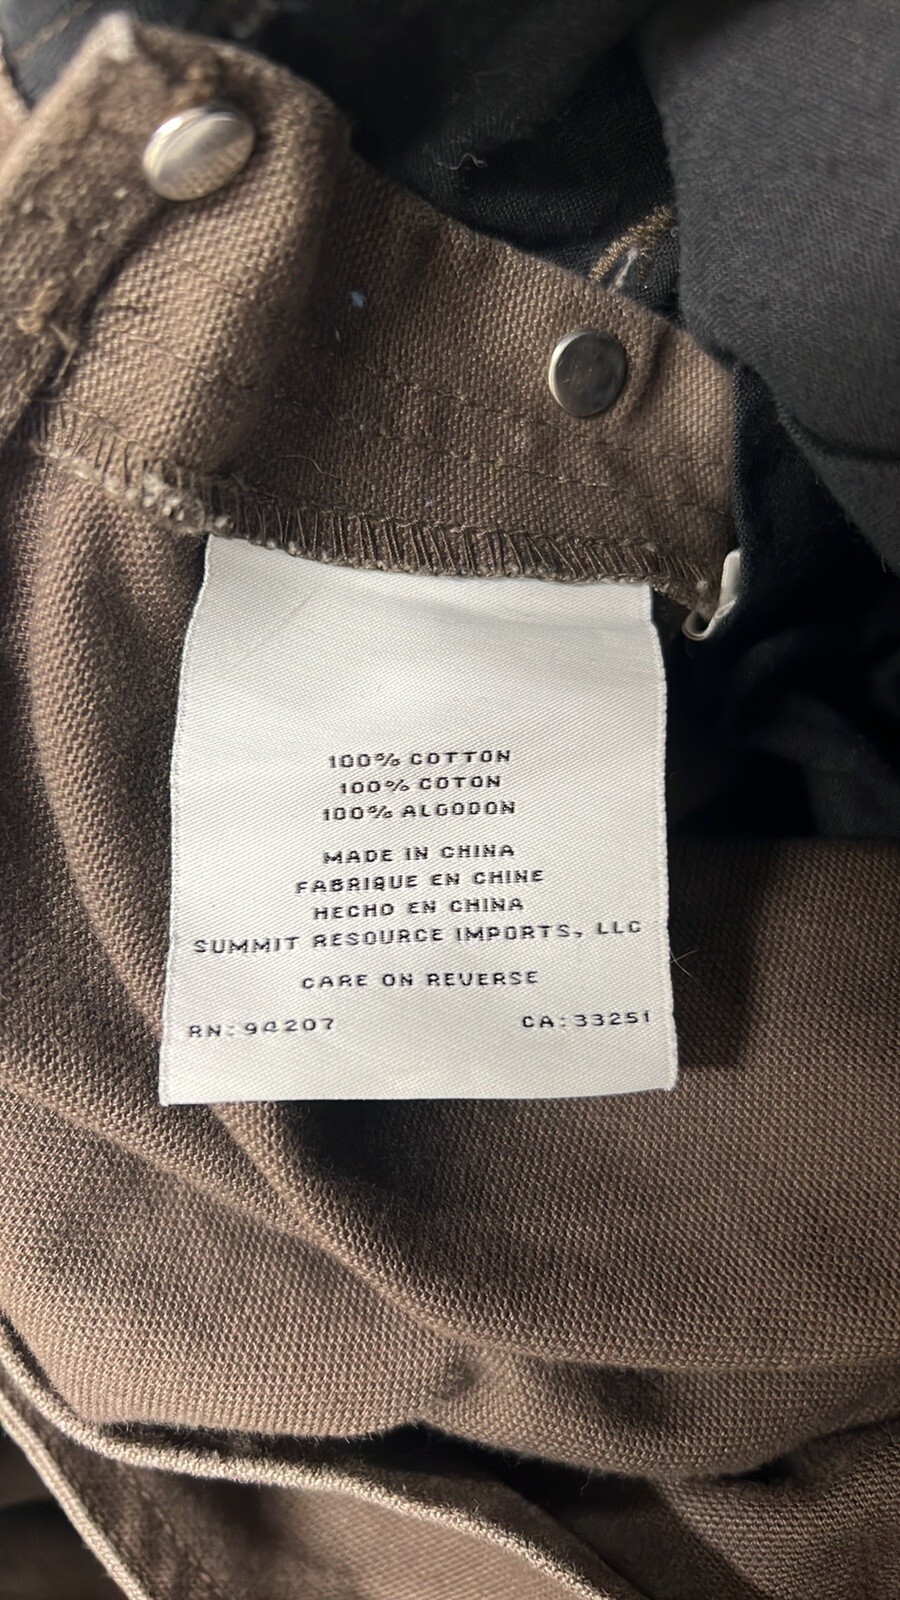 100% COTTON
100% COTON
100% ALGODON
MADE IN CHINA
FABRIQUE EN CHINE
HECHO EN CHINA
SUMMIT RESOURCE IMPORTS, LLC
CARE ON REVERSE
RN: 94207 CA: 33251